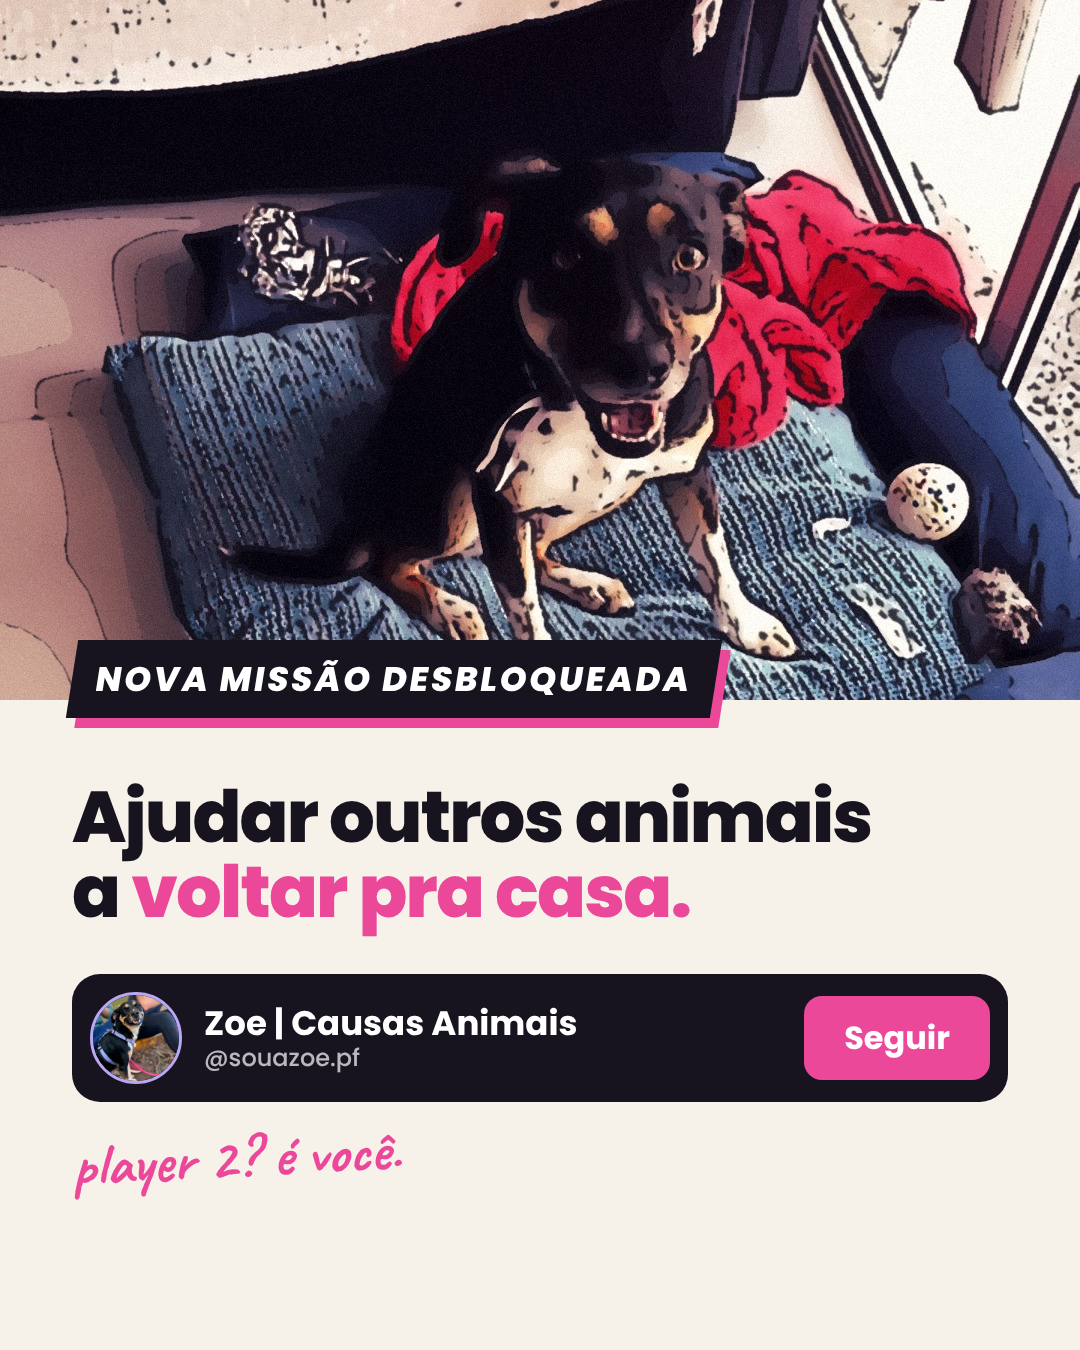 NOVA MISSÃO DESBLOQUEADA
Ajudar outros animais
a voltar pra casa.
Zoe | Causas Animais
@souazoe.pf
Seguir
player 2? é você.